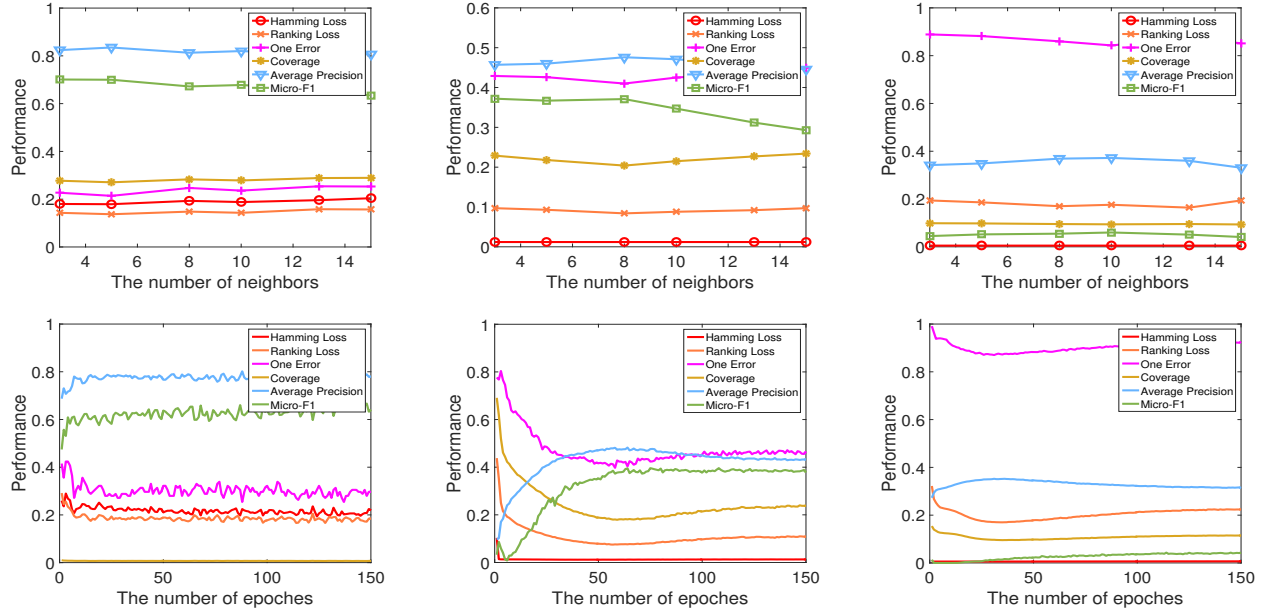 1
0.8
0.6
0.4
0.2
0
4 6 8 10 12 14
Performance
The number of neighbors
Hamming Loss
Ranking Loss
One Error
Coverage
Average Precision
Micro-F1
0.6
0.5
0.4
0.3
0.2
0.1
0
4 6 8 10 12 14
Performance
The number of neighbors
Hamming Loss
Ranking Loss
One Error
Coverage
Average Precision
Micro-F1
1
0.8
0.6
0.4
0.2
0
4 6 8 10 12 14
Performance
The number of neighbors
Hamming Loss
Ranking Loss
One Error
Coverage
Average Precision
Micro-F1
1
0.8
0.6
0.4
0.2
0
0 50 100 150
Performance
The number of epoches
Hamming Loss
Ranking Loss
One Error
Coverage
Average Precision
Micro-F1
1
0.8
0.6
0.4
0.2
0
0 50 100 150
Performance
The number of epoches
Hamming Loss
Ranking Loss
One Error
Coverage
Average Precision
Micro-F1
1
0.8
0.6
0.4
0.2
0
0 50 100 150
Performance
The number of epoches
Hamming Loss
Ranking Loss
One Error
Coverage
Average Precision
Micro-F1